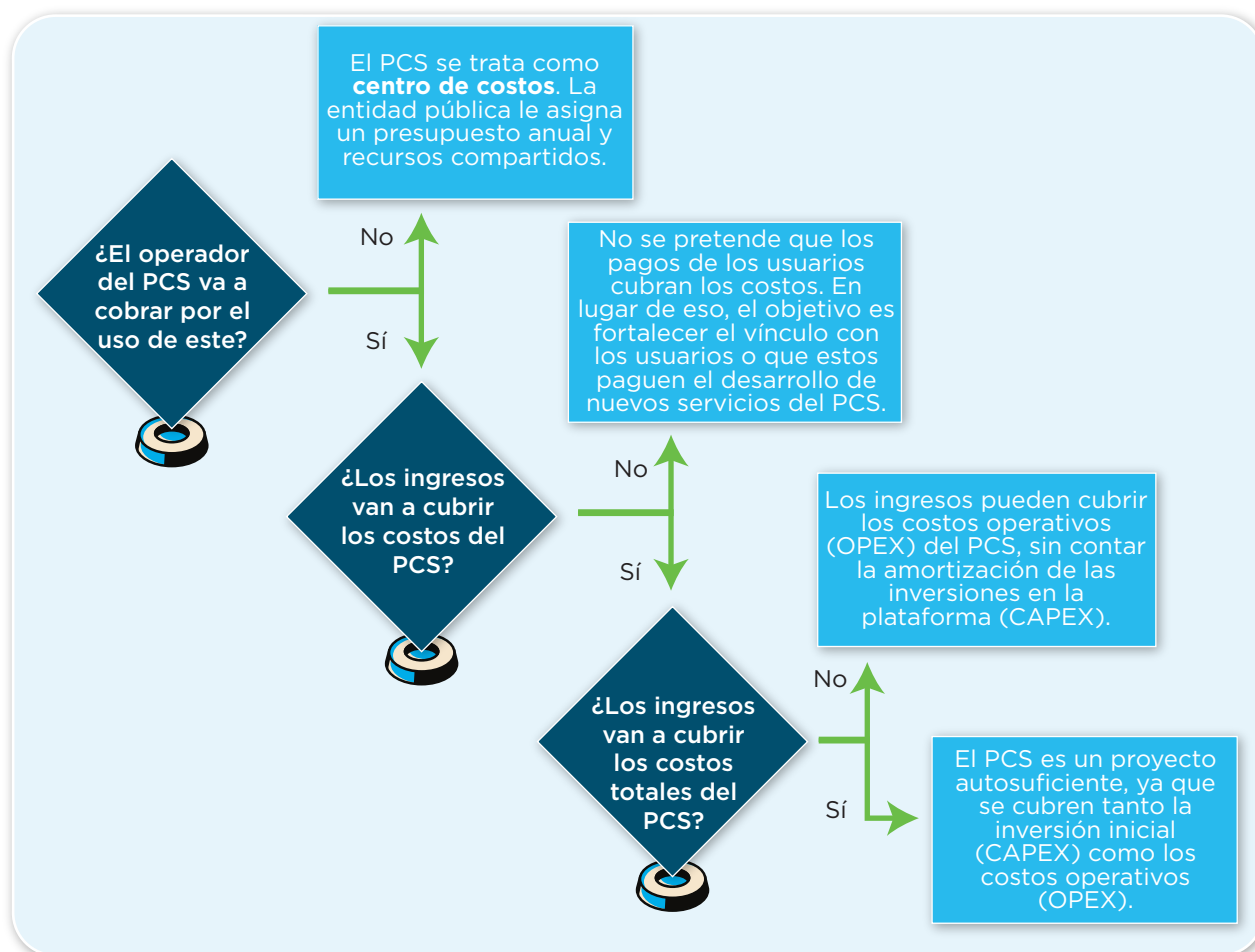 El PCS se trata como
centro de costos. La
entidad pública le asigna
un presupuesto anual y
recursos compartidos.
¿El operador
del PCS va a
cobrar por el
uso de este?
No
Sí
No se pretende que los
pagos de los usuarios
cubran los costos. En
lugar de eso, el objetivo es
fortalecer el vínculo con
los usuarios o que estos
paguen el desarrollo de
nuevos servicios del PCS.
¿Los ingresos
van a cubrir
los costos del
PCS?
No
Sí
Los ingresos pueden cubrir
los costos operativos
(OPEX) del PCS, sin contar
la amortización de las
inversiones en la
plataforma (CAPEX).
¿Los ingresos
van a cubrir
los costos
totales del
PCS?
No
Sí
El PCS es un proyecto
autosuficiente, ya que
se cubren tanto la
inversión inicial
(CAPEX) como los
costos operativos
(OPEX).